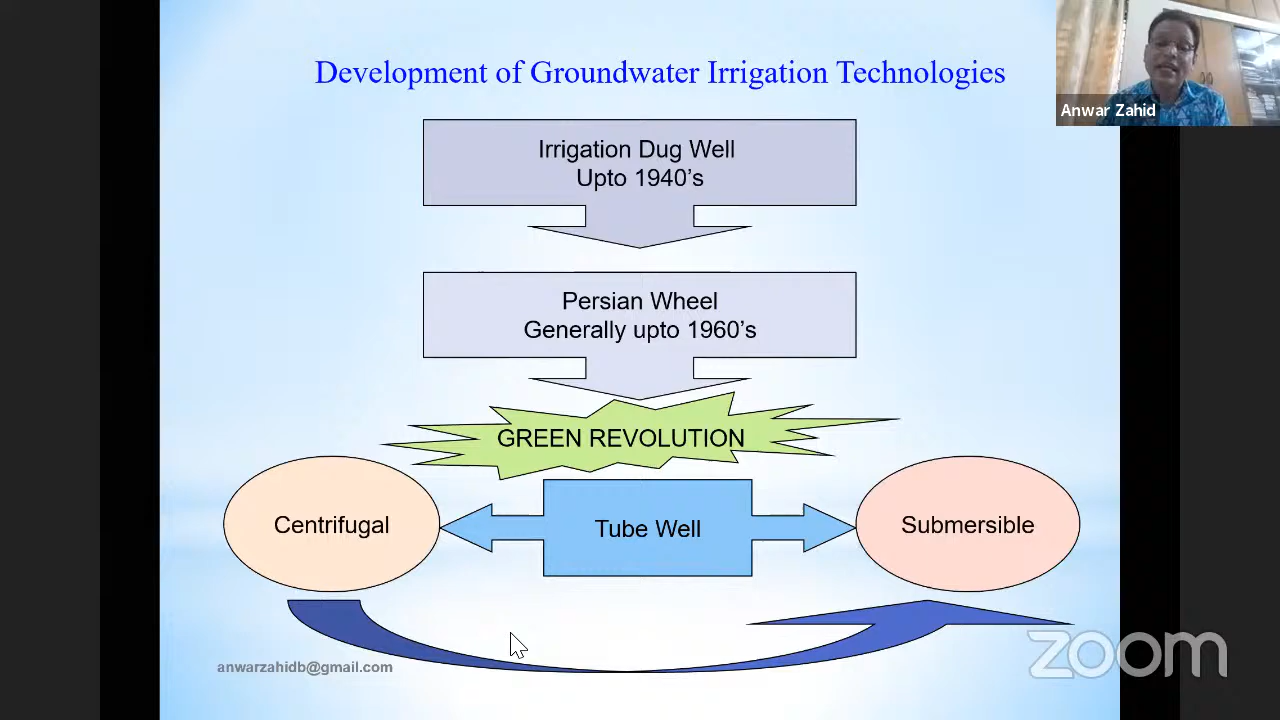 Development of Groundwater Irrigation Technologies
Anwar Zahid
Irrigation Dug Well
Upto 1940’s
Persian Wheel
Generally upto 1960’s
GREEN REVOLUTION
Centrifugal
Tube Well
Submersible
anwarzahidb@gmail.com
zoom